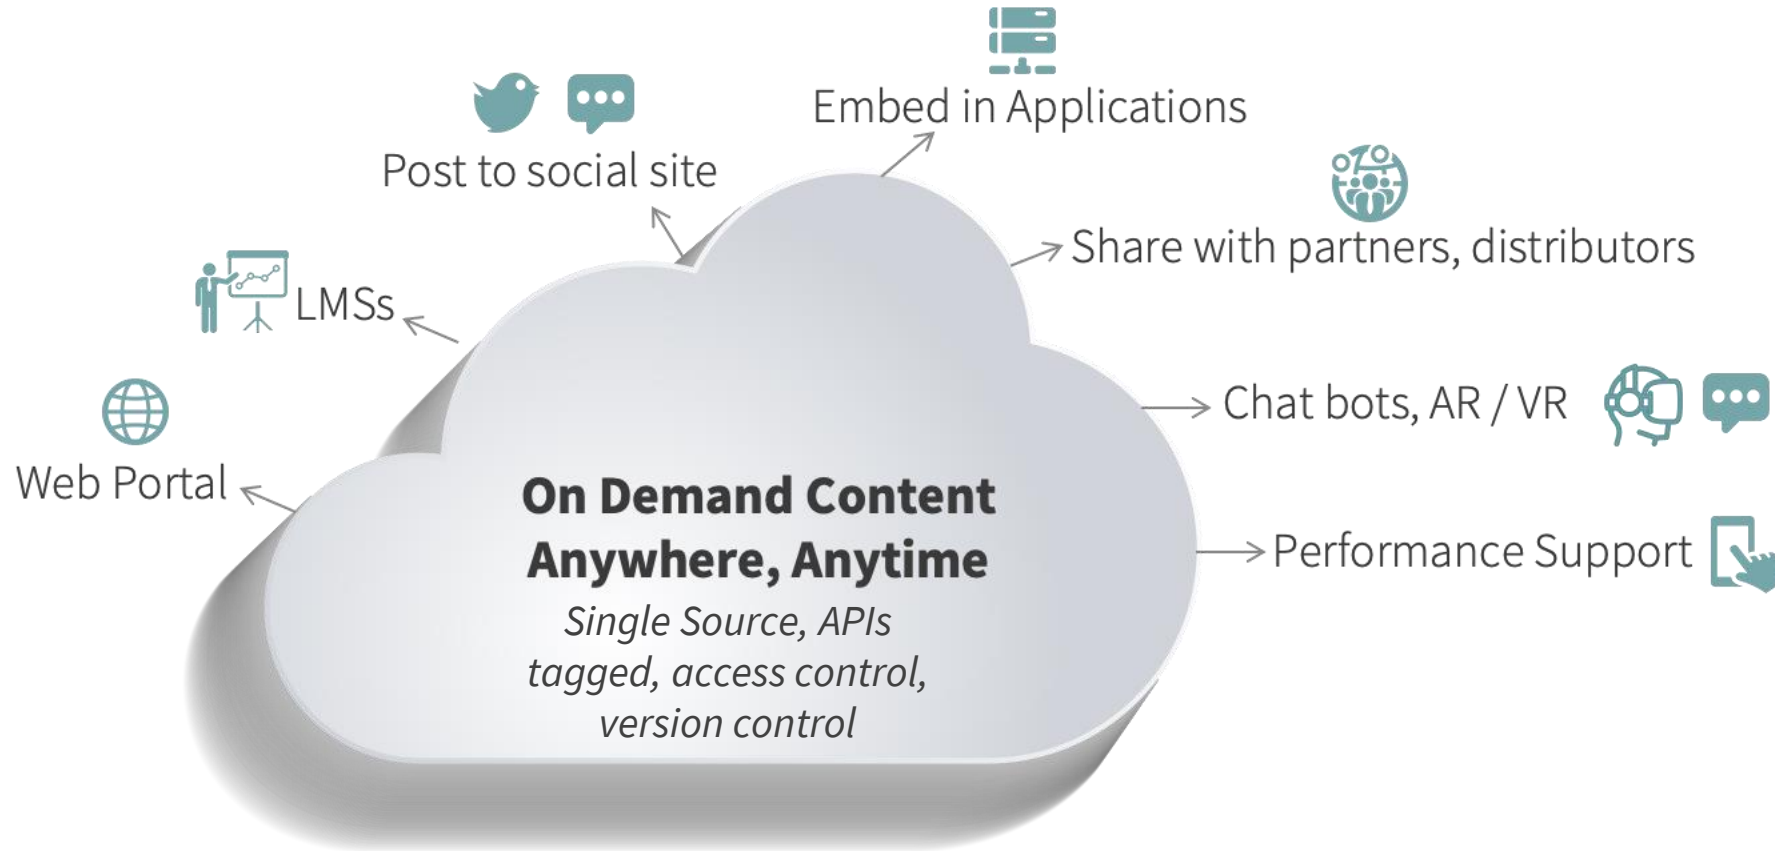 Embed in Applications
Post to social site
Share with partners, distributors
LMSs
Chat bots, AR / VR
Web Portal
Performance Support
On Demand Content
Anywhere, Anytime
Single Source, APIs
tagged, access control,
version control